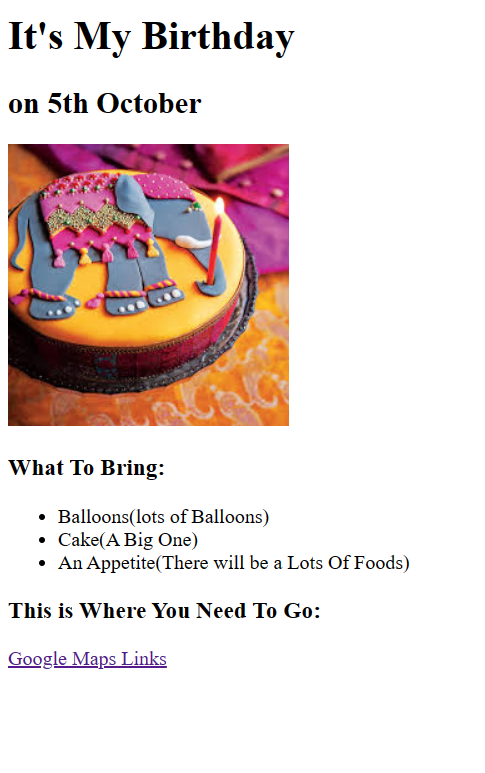 It's My Birthday
on 5th October
What To Bring:
Balloons(lots of Balloons)
Cake(A Big One)
An Appetite(There will be a Lots Of Foods)
This is Where You Need To Go:
Google Maps Links